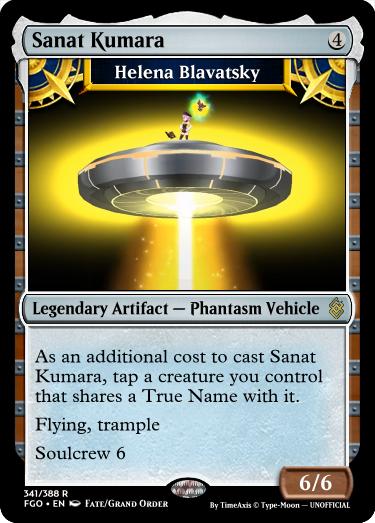 Sanat Kumara 4
Helena Blavatsky
Legendary Artifact — Phantasm Vehicle
As an additional cost to cast Sanat
Kumara, tap a creature you control
that shares a True Name with it.
Flying, trample
Soulcrew 6
6/6
341/388 R
FGO • EN Fate/Grand Order
By TimeAxis © Type-Moon — UNOFFICIAL